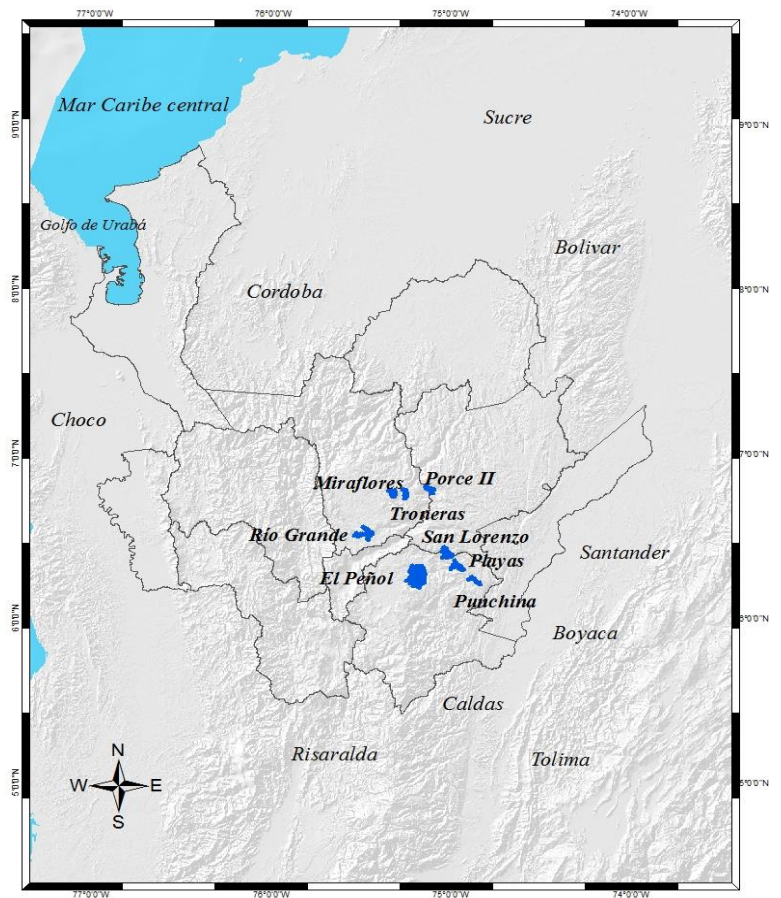 77°0'0"W 76°0'0"W 75°0'0"W 74°0'0"W
9°0'0"N
9°0'0"N
Mar Caribe central
Sucre
Golfo de Urabá
Bolivar
8°0'0"N
8°0'0"N
Cordoba
Choco
7°0'0"N
7°0'0"N
Miraflores
Porce II
Troneras
Río Grande
San Lorenzo
Santander
Playas
El Peñol
Punchina
6°0'0"N
6°0'0"N
Boyaca
Caldas
Risaralda
Tolima
N
W E
S
5°0'0"N
5°0'0"N
77°0'0"W 76°0'0"W 75°0'0"W 74°0'0"W